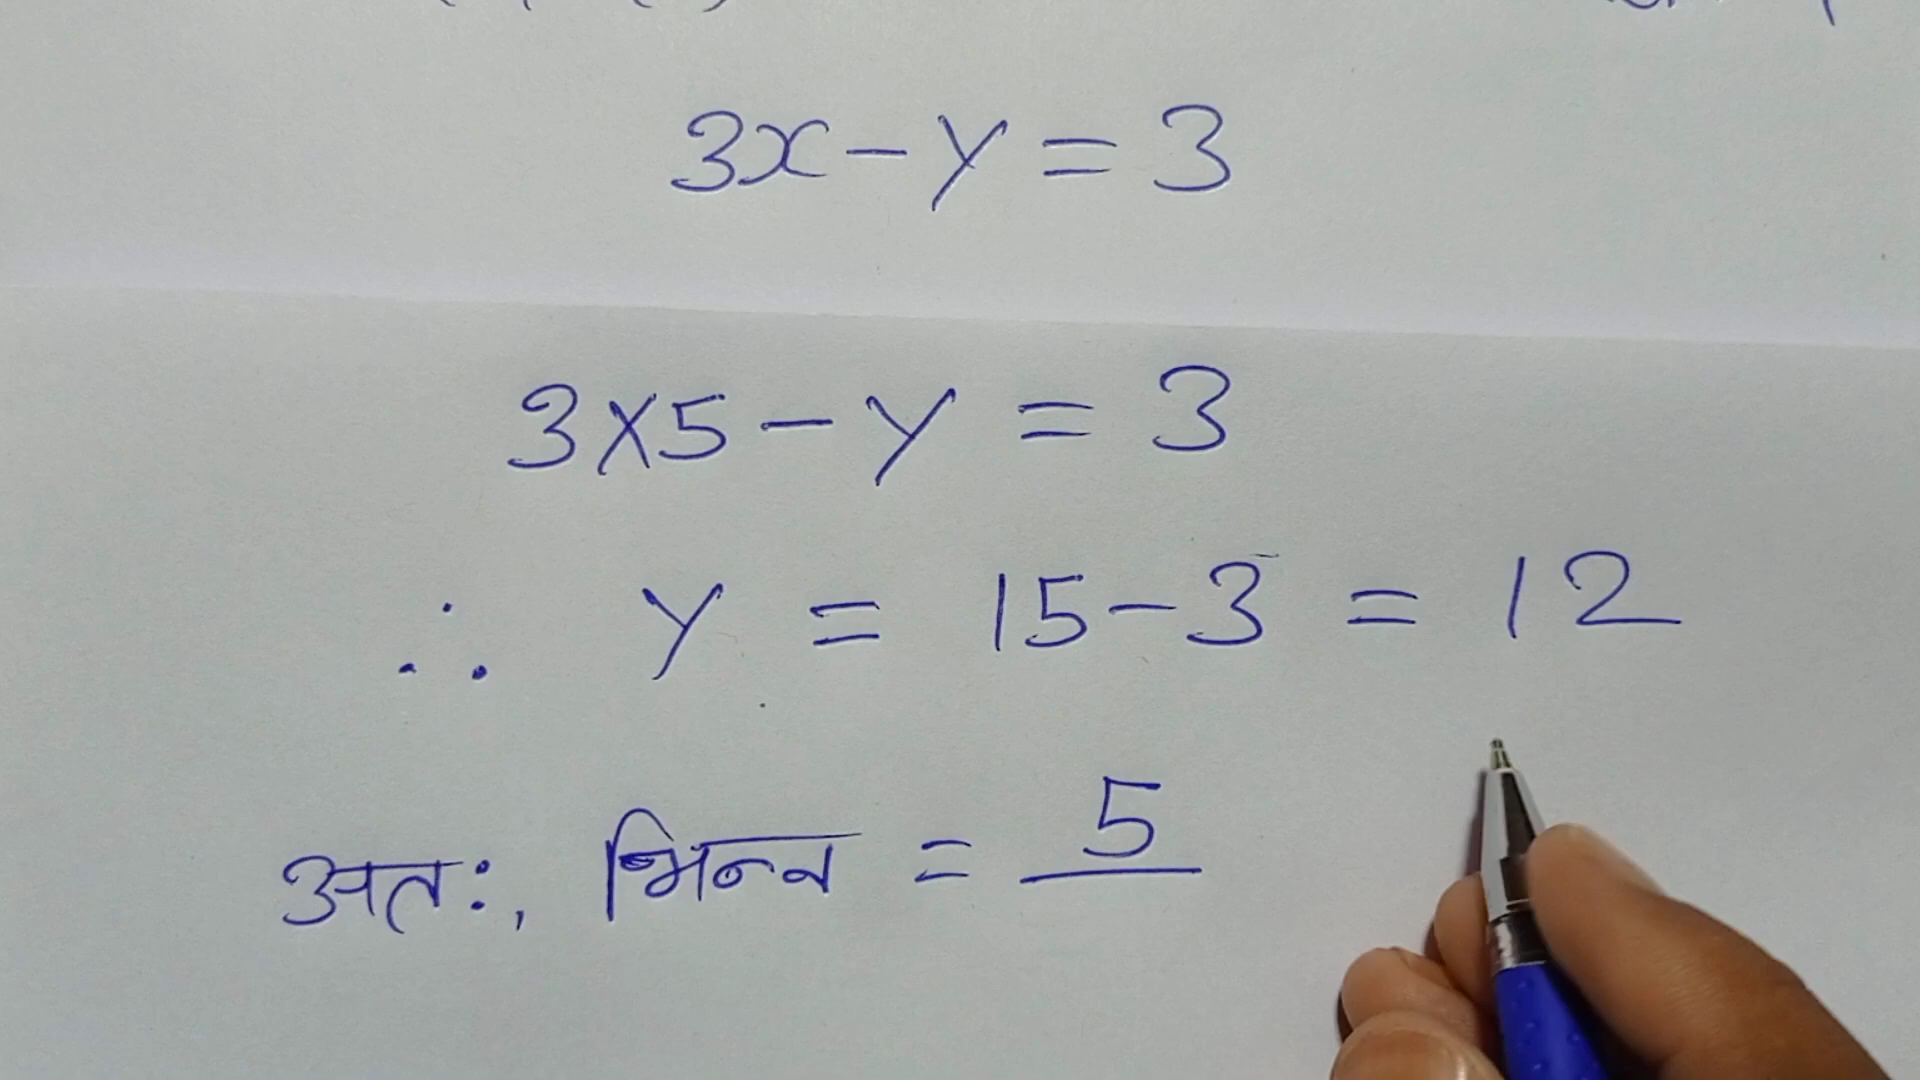 3x - y = 3
3×5 - y = 3
∴ y = 15 - 3 = 12
अतः, भिन्न = 5/